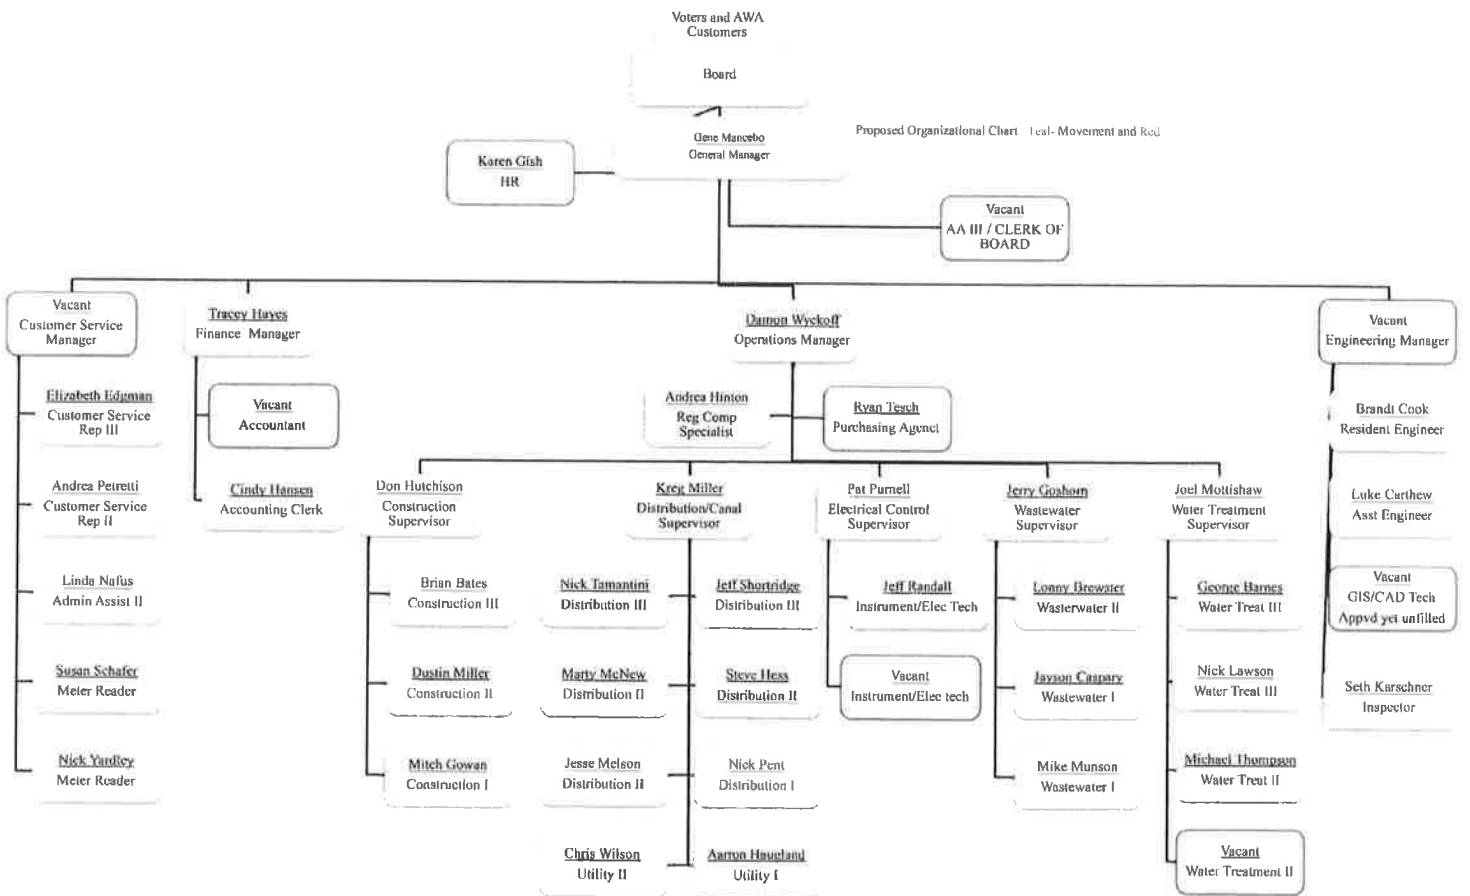 Voters and AWA
Customers
Board
Gene Mancebo
General Manager
Proposed Organizational Chart Teal- Movement and Red
Karen Gish
HR
Vacant
AA III / CLERK OF
BOARD
Vacant
Customer Service
Manager
Tracey Hayes
Finance Manager
Damon Wyckoff
Operations Manager
Vacant
Engineering Manager
Elizabeth Edgman
Customer Service
Rep III
Vacant
Accountant
Andrea Hinton
Reg Comp
Specialist
Ryan Tesch
Purchasing Agenct
Brandt Cook
Resident Engineer
Andrea Petretti
Customer Service
Rep II
Cindy Hansen
Accounting Clerk
Don Hutchison
Construction
Supervisor
Kreg Miller
Distribution/Canal
Supervisor
Pat Purnell
Electrical Control
Supervisor
Jerry Goshorn
Wastewater
Supervisor
Joel Mottishaw
Water Treatment
Supervisor
Luke Carthew
Asst Engineer
Linda Nafus
Admin Assist II
Brian Bates
Construction III
Nick Tamantini
Distribution III
Jeff Shortridge
Distribution III
Jeff Randall
Instrument/Elec Tech
Lonny Brewster
Wasterwater II
George Barnes
Water Treat III
Vacant
GIS/CAD Tech
Appvd yet unfilled
Susan Schafer
Meter Reader
Dustin Miller
Construction II
Marty McNew
Distribution II
Steve Hess
Distribution II
Vacant
Instrument/Elec tech
Jayson Caspary
Wastewater I
Nick Lawson
Water Treat III
Seth Karschner
Inspector
Nick Yardley
Meter Reader
Mitch Gowan
Construction I
Jesse Melson
Distribution II
Nick Pent
Distribution I
Mike Munson
Wastewater I
Michael Thompson
Water Treat II
Chris Wilson
Utility II
Aarron Haugland
Utility I
Vacant
Water Treatment II